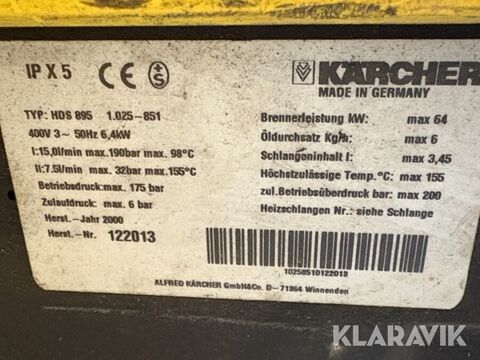 IP X 5 CE S
KÄRCHER
MADE IN GERMANY
TYP: HDS 895 1.025-851
400V 3~ 50Hz 6,4kW
I:15,0l/min max.190bar max. 98°C
II:7.5l/min max. 32bar max.155°C
Betriebsdruck: max. 175 bar
Zulaufdruck: max. 6 bar
Herst.-Jahr 2000
Herst.-Nr. 122013
Brennerleistung kW: max 64
Öldurchsatz Kg/h: max 6
Schlangeninhalt l: max 3,45
Höchstzulässige Temp.°C: max 155
zul.Betriebsüberdruck bar: max 200
Heizschlangen Nr.: siehe Schlange
10258510122013
ALFRED KÄRCHER GmbH&Co. D-71364 Winnenden
KLARAVIK